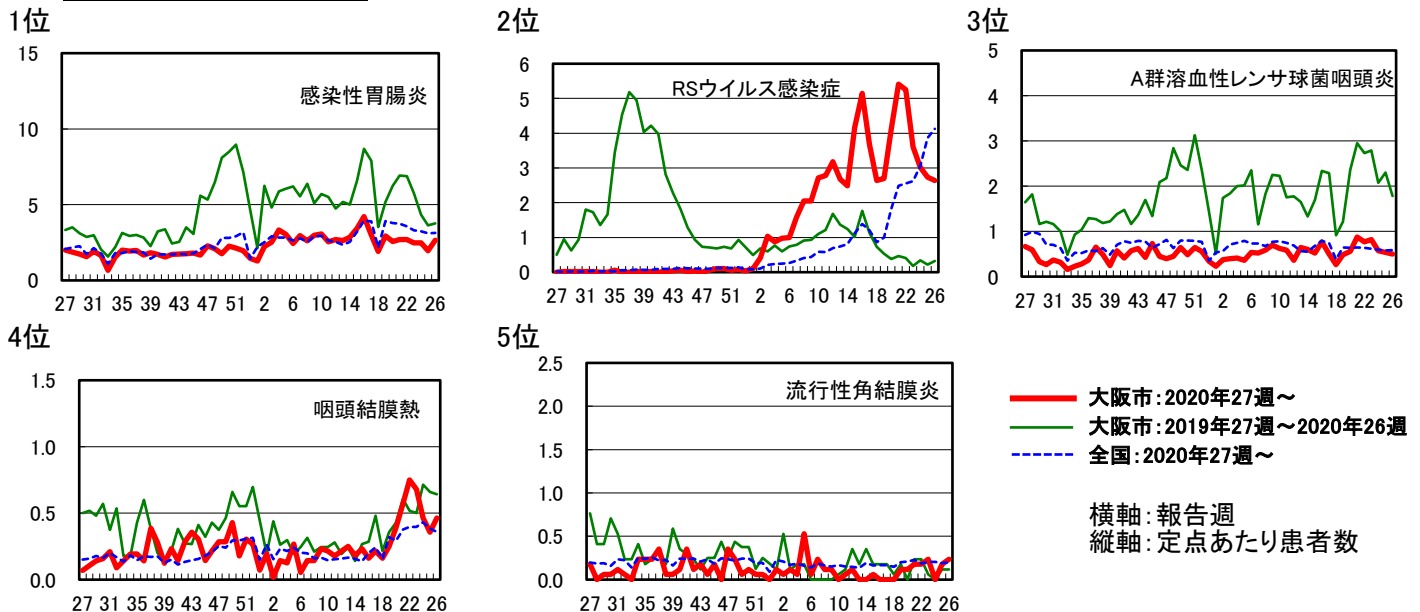 1位
15
10
5
0
感染性胃腸炎
27 31 35 39 43 47 51 2 6 10 14 18 22 26
2位
6
5
4
3
2
1
0
RSウイルス感染症
27 31 35 39 43 47 51 2 6 10 14 18 22 26
3位
5
4
3
2
1
0
A群溶血性レンサ球菌咽頭炎
27 31 35 39 43 47 51 2 6 10 14 18 22 26
4位
1.5
1.0
0.5
0.0
咽頭結膜熱
27 31 35 39 43 47 51 2 6 10 14 18 22 26
5位
2.5
2.0
1.5
1.0
0.5
0.0
流行性角結膜炎
27 31 35 39 43 47 51 2 6 10 14 18 22 26
大阪市:2020年27週~
大阪市:2019年27週~2020年26週
全国:2020年27週~
横軸:報告週
縦軸:定点あたり患者数